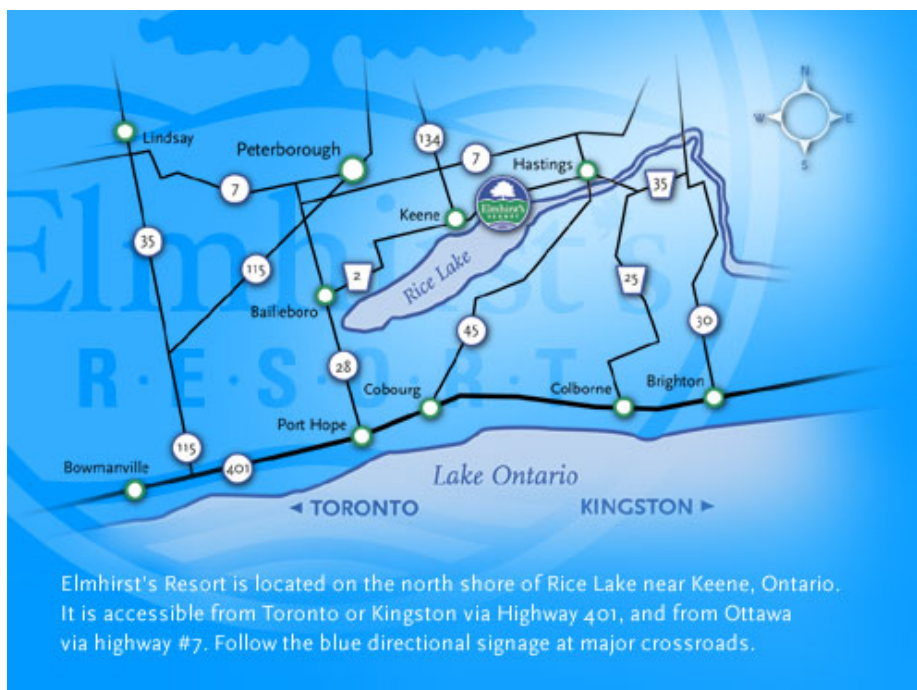 Elmhirst's
R·E·S·O·R·T
N
W
E
S
Lindsay
Peterborough
134
7
Hastings
7
Keene
Elmhirst's
RESORT
35
35
115
2
Rice Lake
25
Bailieboro
45
30
28
Cobourg
Colborne
Brighton
Port Hope
115
Bowmanville
401
Lake Ontario
TORONTO
KINGSTON
Elmhirst's Resort is located on the north shore of Rice Lake near Keene, Ontario.
It is accessible from Toronto or Kingston via Highway 401, and from Ottawa
via highway #7. Follow the blue directional signage at major crossroads.